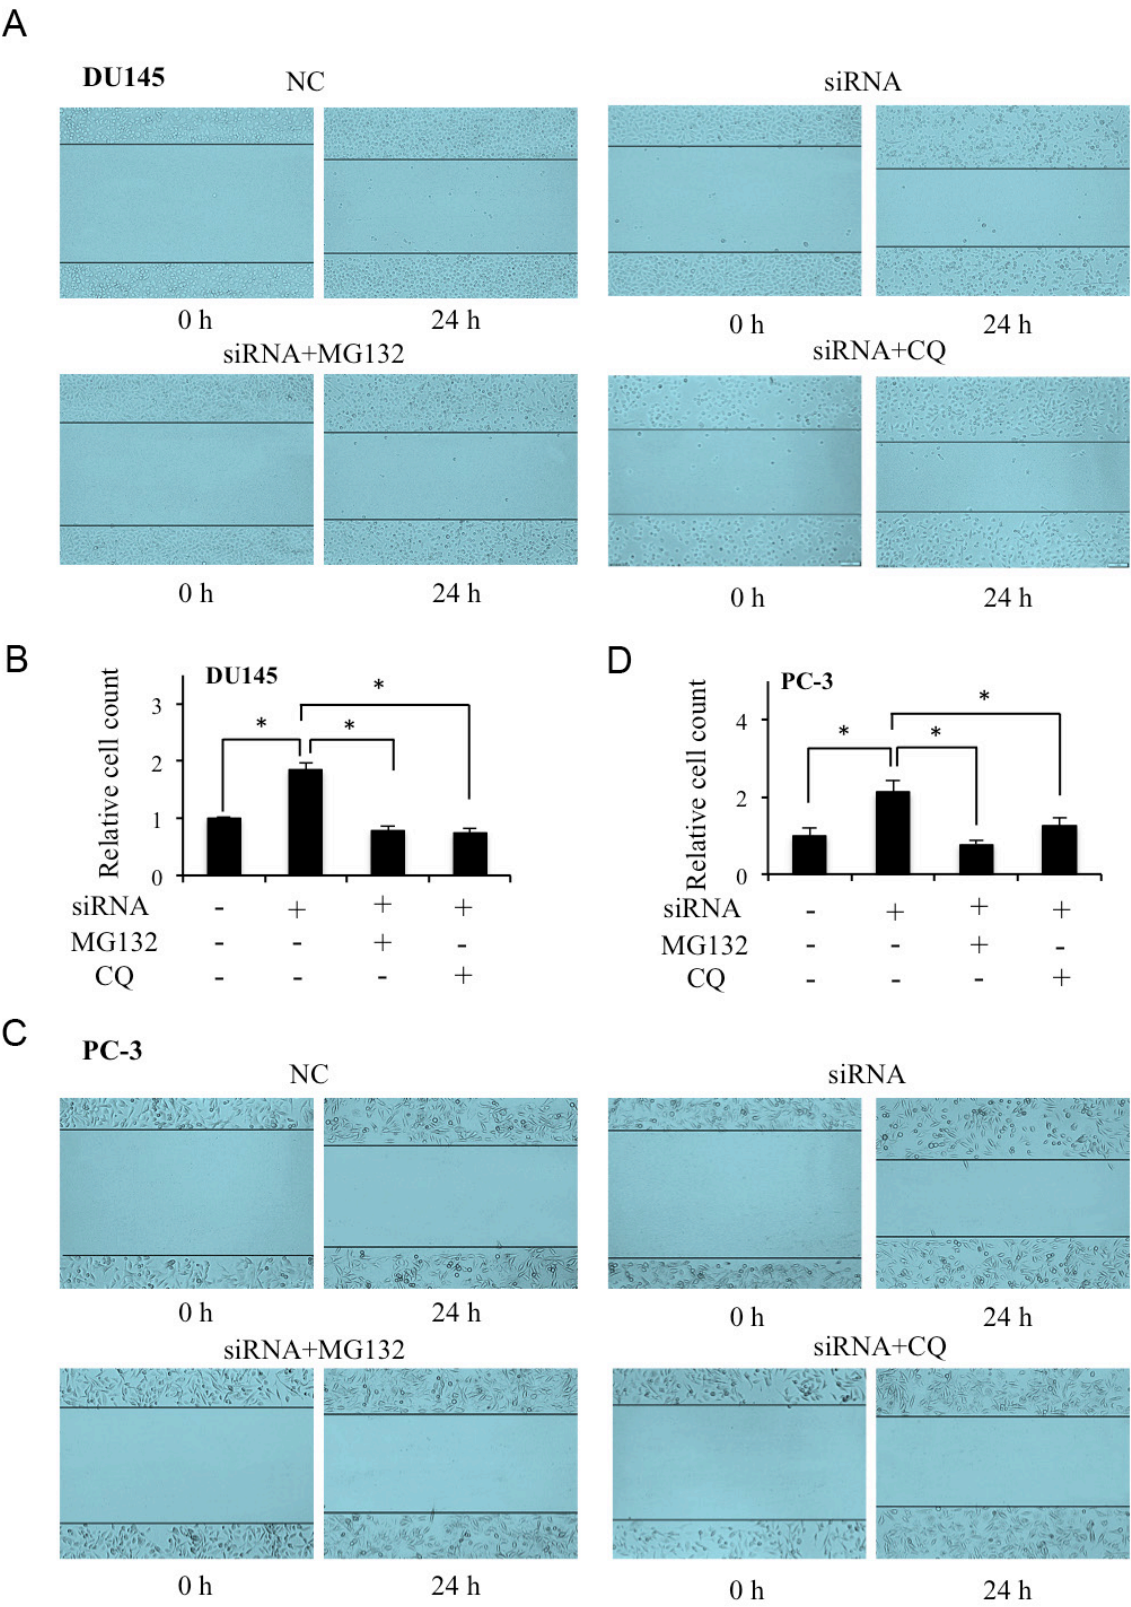 A
DU145 NC siRNA
0 h 24 h 0 h 24 h
siRNA+MG132 siRNA+CQ
0 h 24 h 0 h 24 h
B
DU145
Relative cell count
3
2
1
0
* * *
siRNA - + + +
MG132 - - + -
CQ - - - +
D
PC-3
Relative cell count
4
2
0
* * *
siRNA - + + +
MG132 - - + -
CQ - - - +
C
PC-3 NC siRNA
0 h 24 h 0 h 24 h
siRNA+MG132 siRNA+CQ
0 h 24 h 0 h 24 h